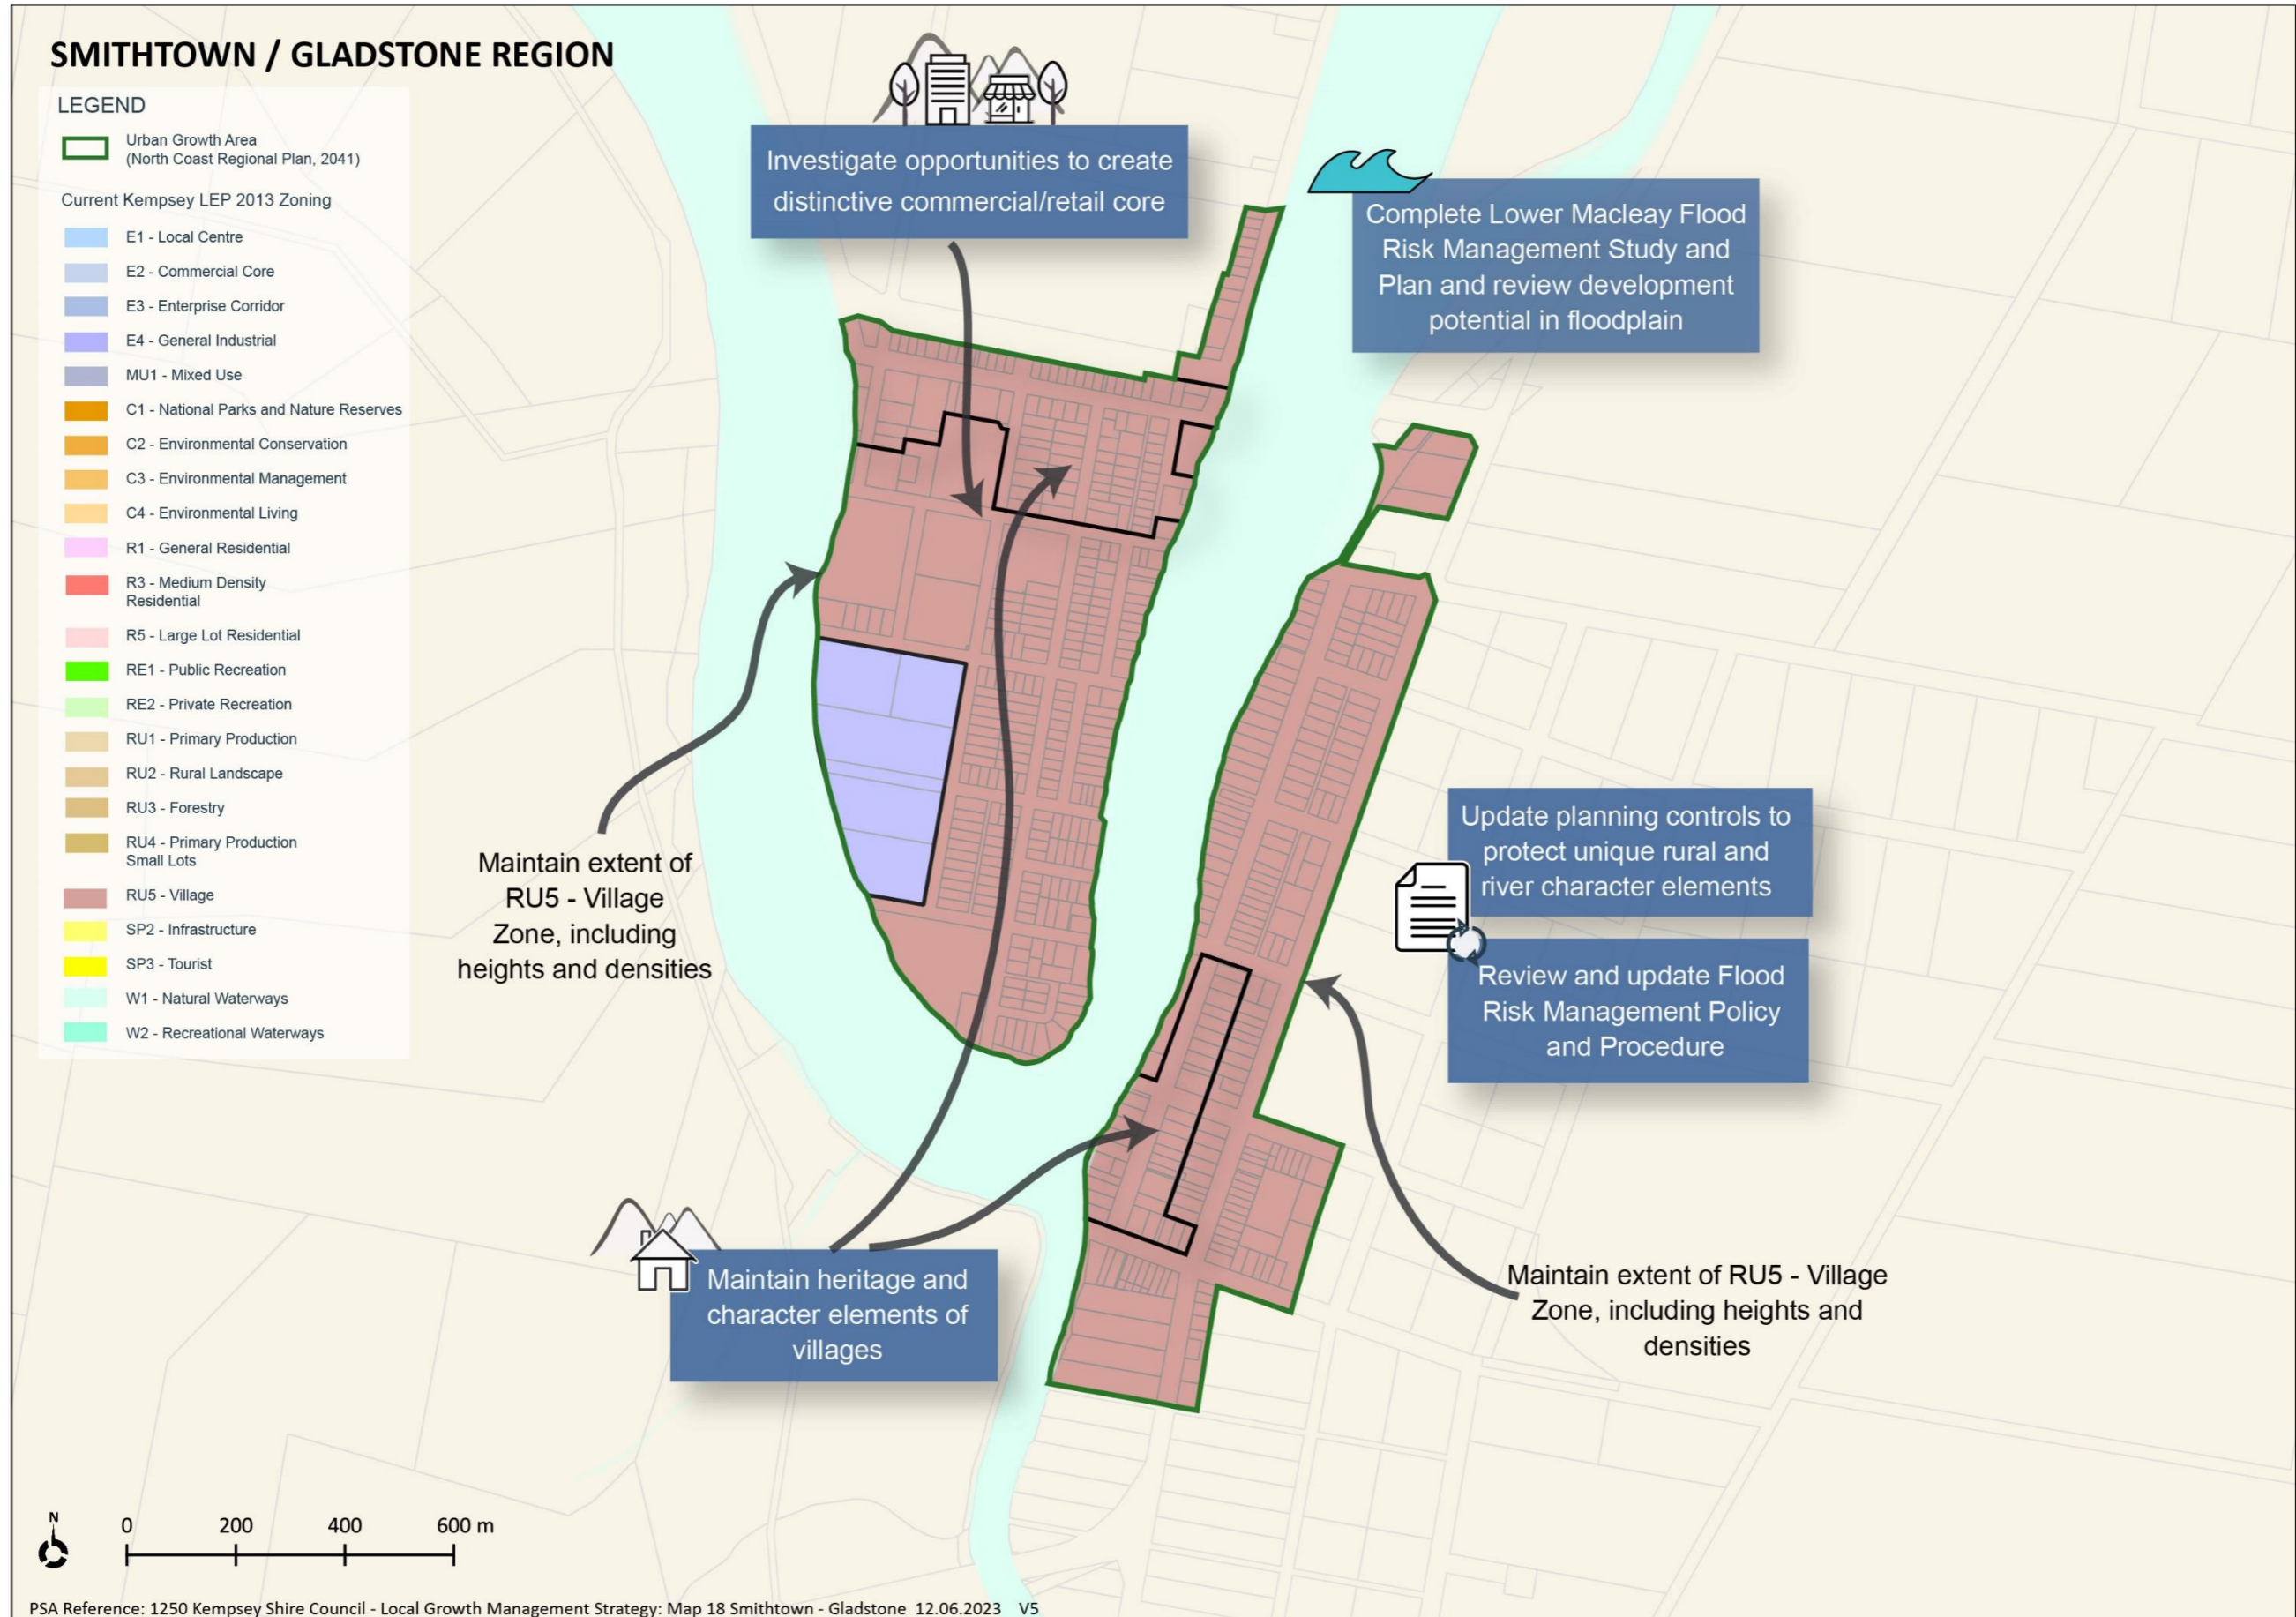 SMITHTOWN / GLADSTONE REGION
LEGEND
Urban Growth Area
(North Coast Regional Plan, 2041)
Current Kempsey LEP 2013 Zoning
E1 - Local Centre
E2 - Commercial Core
E3 - Enterprise Corridor
E4 - General Industrial
MU1 - Mixed Use
C1 - National Parks and Nature Reserves
C2 - Environmental Conservation
C3 - Environmental Management
C4 - Environmental Living
R1 - General Residential
R3 - Medium Density
Residential
R5 - Large Lot Residential
RE1 - Public Recreation
RE2 - Private Recreation
RU1 - Primary Production
RU2 - Rural Landscape
RU3 - Forestry
RU4 - Primary Production
Small Lots
RU5 - Village
SP2 - Infrastructure
SP3 - Tourist
W1 - Natural Waterways
W2 - Recreational Waterways
Investigate opportunities to create
distinctive commercial/retail core
Complete Lower Macleay Flood
Risk Management Study and
Plan and review development
potential in floodplain
Maintain extent of
RU5 - Village
Zone, including
heights and densities
Update planning controls to
protect unique rural and
river character elements
Review and update Flood
Risk Management Policy
and Procedure
Maintain heritage and
character elements of
villages
Maintain extent of RU5 - Village
Zone, including heights and
densities
N
0 200 400 600 m
PSA Reference: 1250 Kempsey Shire Council - Local Growth Management Strategy: Map 18 Smithtown - Gladstone 12.06.2023 V5